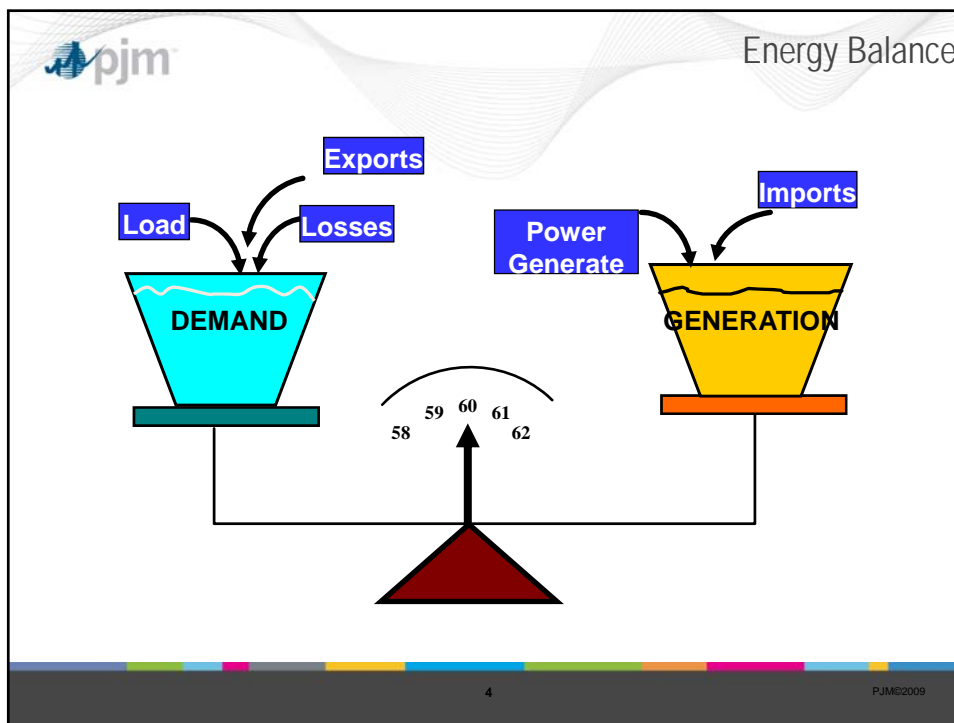 pjm
Energy Balance
Exports
Load
Losses
Imports
Power
Generate
DEMAND
GENERATION
58
59
60
61
62
4
PJM©2009